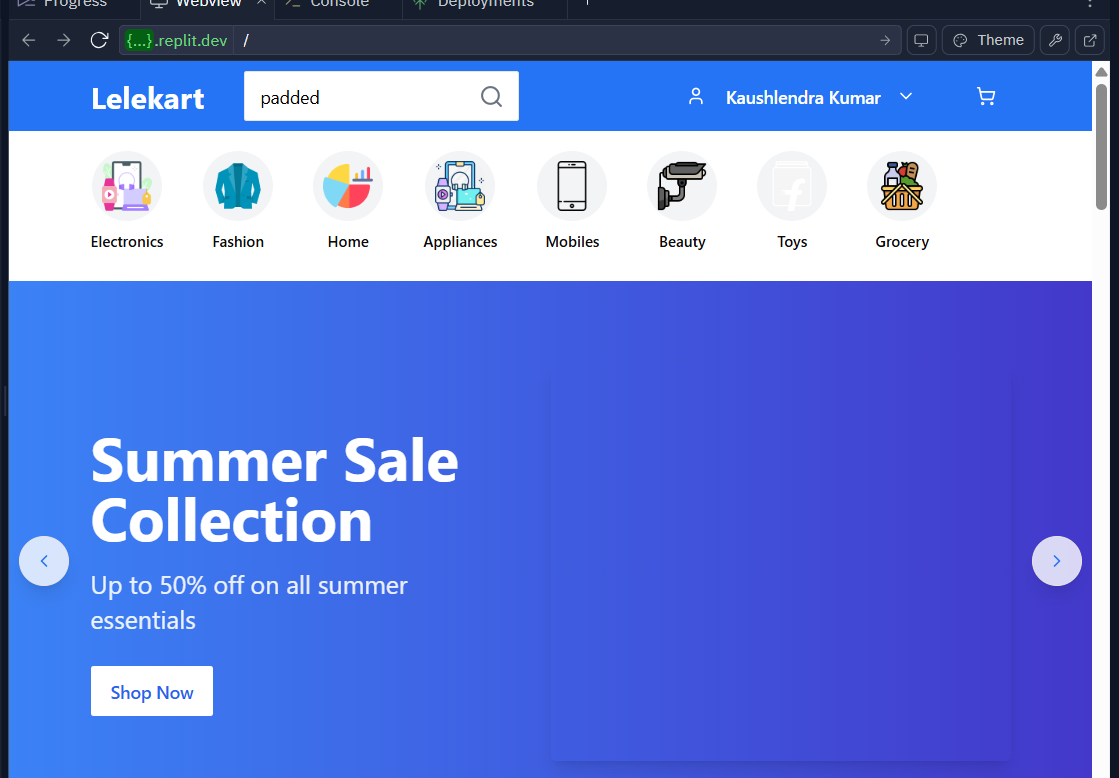 Progress Webview Console Deployments
{...}.replit.dev / Theme
Lelekart padded Kaushlendra Kumar
Electronics Fashion Home Appliances Mobiles Beauty Toys Grocery
Summer Sale
Collection
Up to 50% off on all summer
essentials
Shop Now